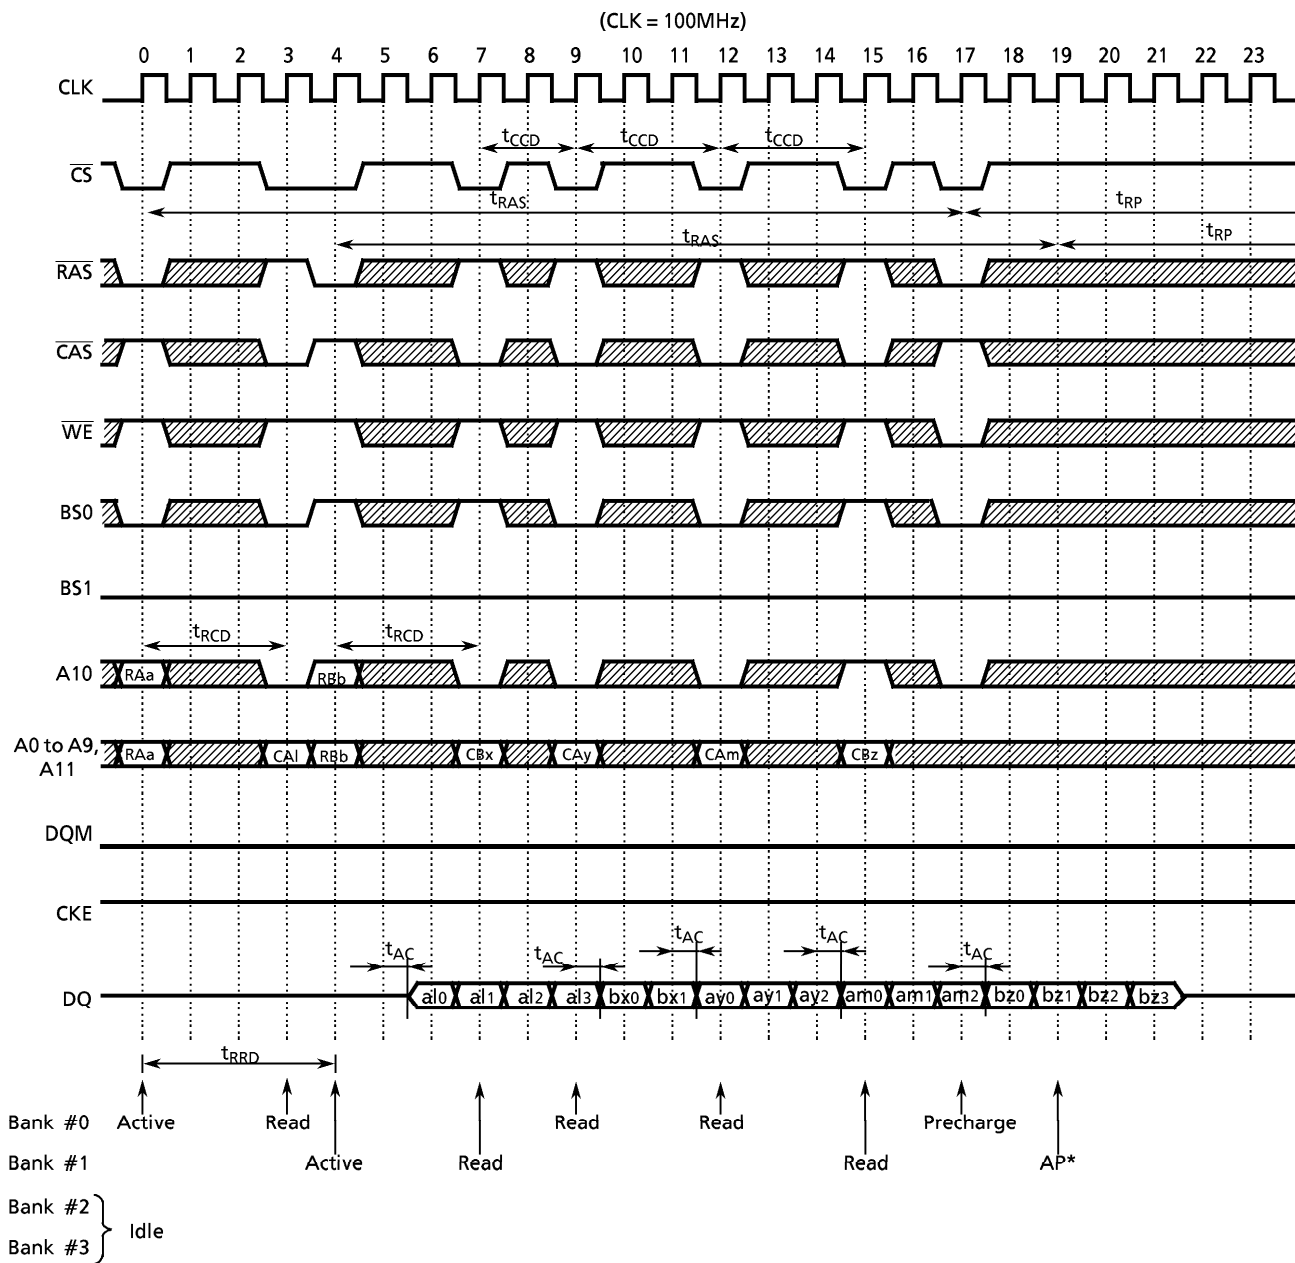 (CLK = 100MHz)
0 1 2 3 4 5 6 7 8 9 10 11 12 13 14 15 16 17 18 19 20 21 22 23
CLK
tCCD tCCD tCCD
CS
tRAS tRP
tRAS tRP
RAS
CAS
WE
BS0
BS1
tRCD tRCD
A10 RAa RBb
A0 to A9, RAa CAl RBb CBx CAy CAm CBz
A11
DQM
CKE
tAC tAC tAC tAC tAC
DQ al0 al1 al2 al3 bx0 bx1 ay0 ay1 ay2 am0 am1 am2 bz0 bz1 bz2 bz3
tRRD
Bank #0 Active Read Read Read Precharge
Bank #1 Active Read Read AP*
Bank #2
Idle
Bank #3